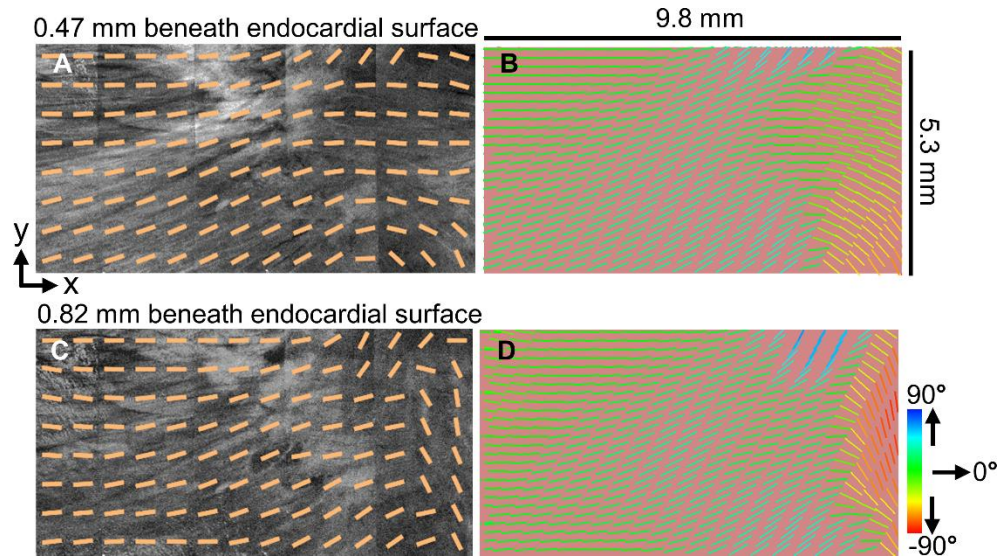 0.47 mm beneath endocardial surface
9.8 mm
A
B
5.3 mm
y
x
0.82 mm beneath endocardial surface
C
D
90°
0°
-90°